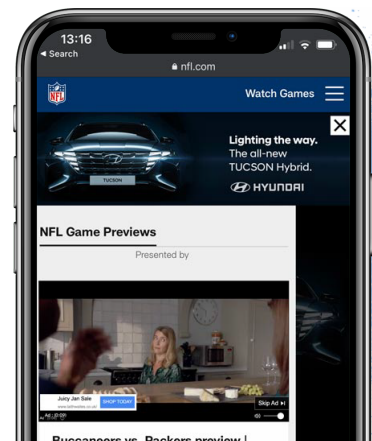 13:16
◂ Search
nfl.com
NFL
Watch Games
Lighting the way.
The all-new
TUCSON Hybrid.
HYUNDAI
TUCSON
NFL Game Previews
Presented by
Juicy Jan Sale
SHOP TODAY
Skip Ad
Buccaneers vs. Packers preview |